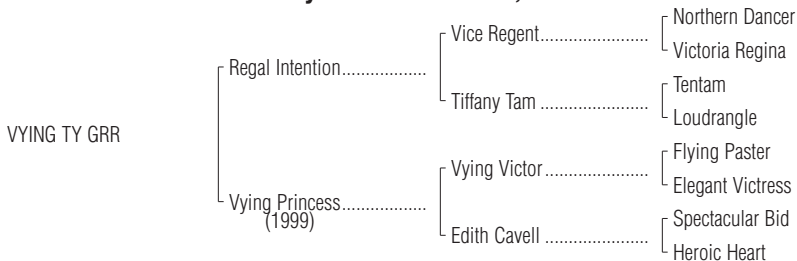 Northern Dancer
Vice Regent....................
Victoria Regina
Regal Intention.................
Tentam
Tiffany Tam ....................
Loudrangle
VYING TY GRR
Flying Paster
Vying Victor ...................
Elegant Victress
Vying Princess.................
(1999)
Spectacular Bid
Edith Cavell ...................
Heroic Heart